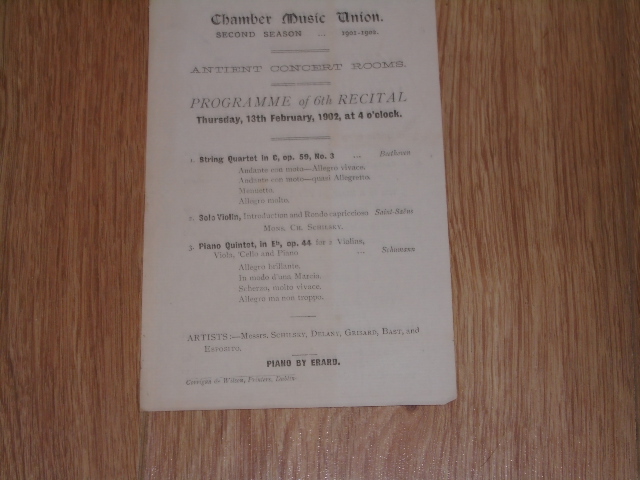 Chamber Music Union.
SECOND SEASON ... 1901-1902.
ANTIENT CONCERT ROOMS.
PROGRAMME of 6th RECITAL
Thursday, 13th February, 1902, at 4 o'clock.
1. String Quartet in C, op. 59, No. 3 ... Beethoven
Andante con moto—Allegro vivace.
Andante con moto—quasi Allegretto.
Menuetto.
Allegro molto.
2. Solo Violin, Introduction and Rondo capriccioso Saint-Saëns
Mons. Ch. Schilsky.
3. Piano Quintet, in E♭, op. 44 for 2 Violins,
Viola, 'Cello and Piano ... Schumann
Allegro brillante.
In modo d'una Marcia.
Scherzo, molto vivace.
Allegro ma non troppo.
ARTISTS:—Messrs. Schilsky, Delany, Grisard, Bast, and
Esposito.
PIANO BY ERARD.
Corrigan & Wilson, Printers, Dublin.